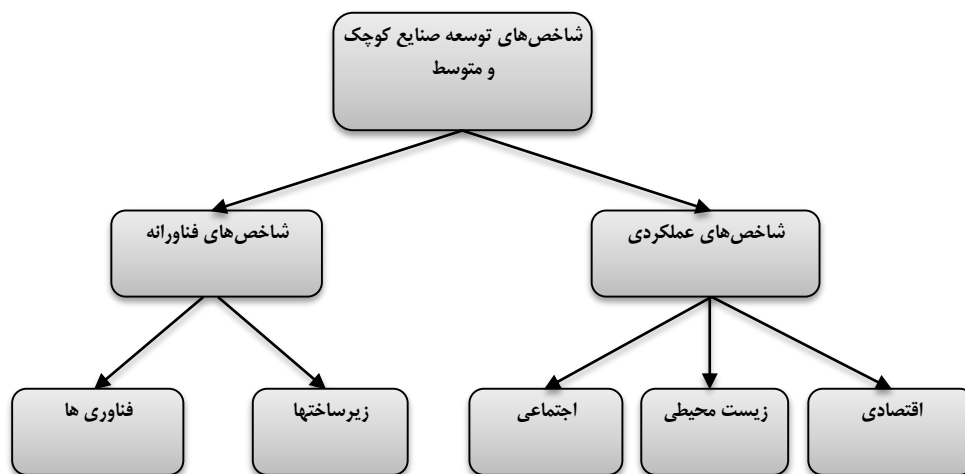 شاخص‌های توسعه صنایع کوچک
و متوسط
شاخص‌های عملکردی
شاخص‌های فناورانه
اقتصادی
زیست محیطی
اجتماعی
زیرساختها
فناوری ها